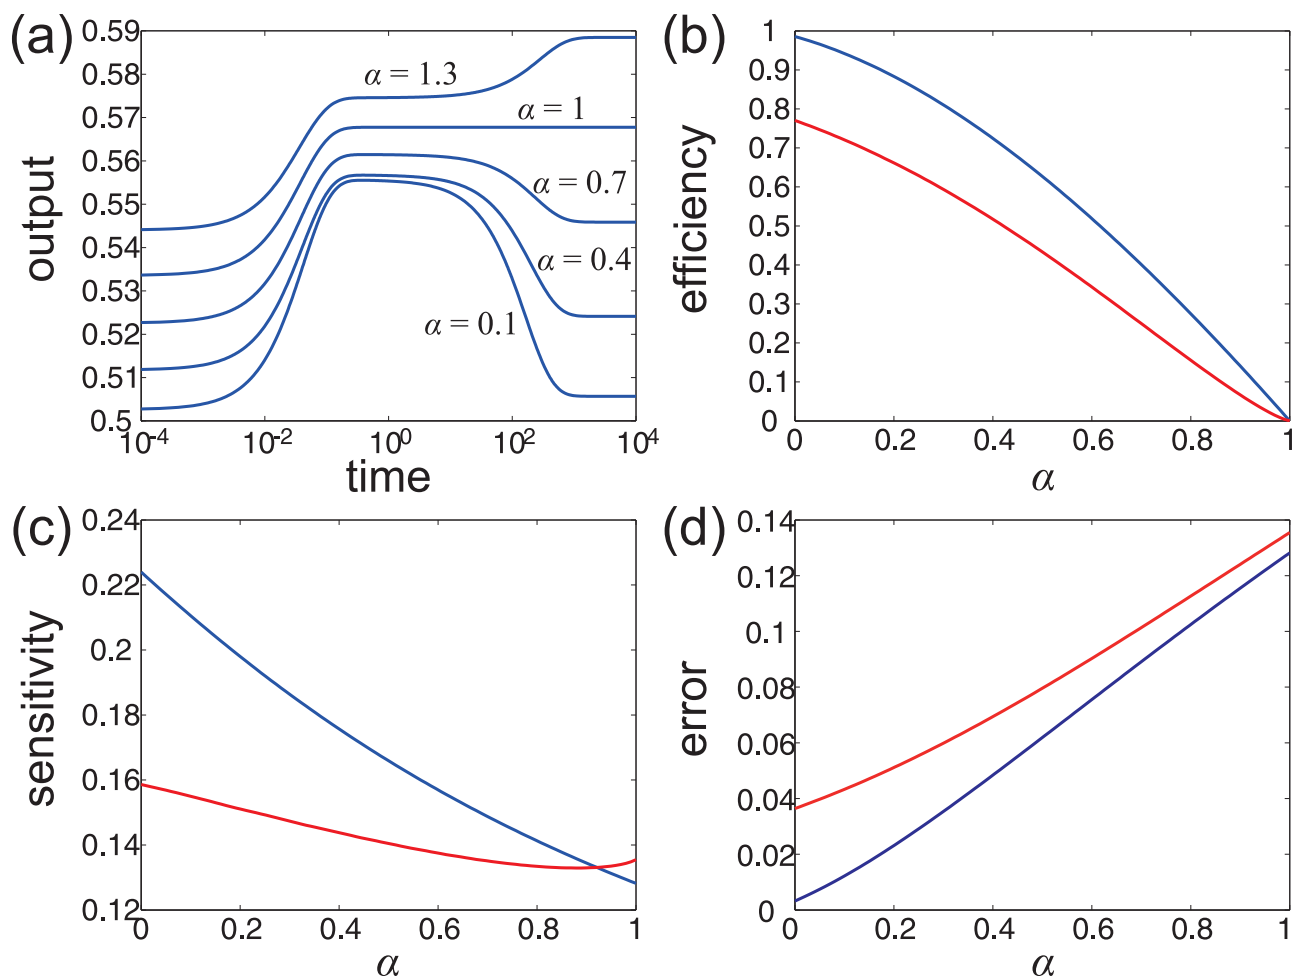 (a)
0.59
0.58
0.57
0.56
0.55
0.54
0.53
0.52
0.51
0.5
output
α = 1.3
α = 1
α = 0.7
α = 0.4
α = 0.1
10⁻⁴ 10⁻² 10⁰ 10² 10⁴
time
(b)
1
0.9
0.8
0.7
0.6
0.5
0.4
0.3
0.2
0.1
0
efficiency
0 0.2 0.4 0.6 0.8 1
α
(c)
0.24
0.22
0.2
0.18
0.16
0.14
0.12
sensitivity
0 0.2 0.4 0.6 0.8 1
α
(d)
0.14
0.12
0.1
0.08
0.06
0.04
0.02
0
error
0 0.2 0.4 0.6 0.8 1
α